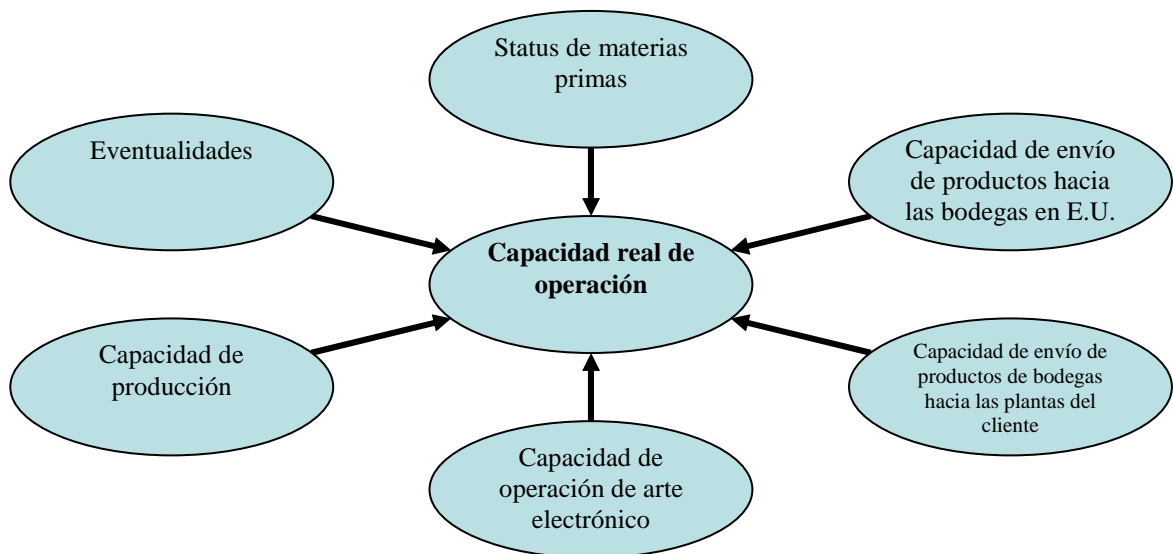 Status de materias
primas
Eventualidades
Capacidad de envío
de productos hacia
las bodegas en E.U.
Capacidad real de
operación
Capacidad de
producción
Capacidad de envío de
productos de bodegas
hacia las plantas del
cliente
Capacidad de
operación de arte
electrónico